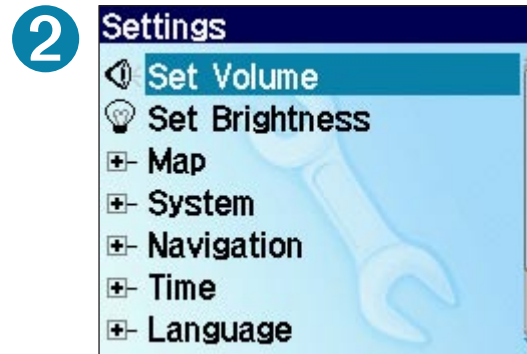 2
Settings
Set Volume
Set Brightness
Map
System
Navigation
Time
Language